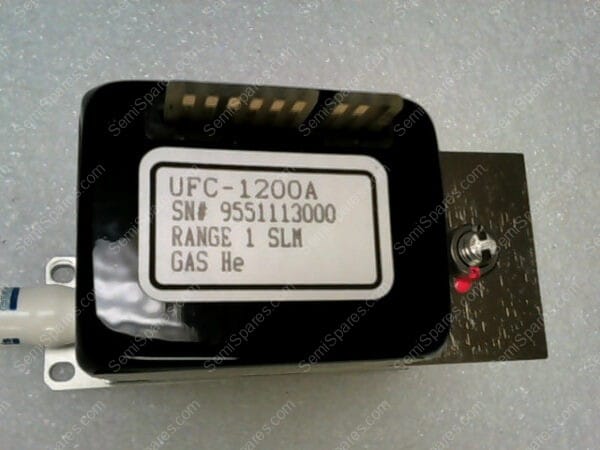 UFC-1200A
SN# 9551113000
RANGE 1 SLM
GAS He
SemiSpares.com